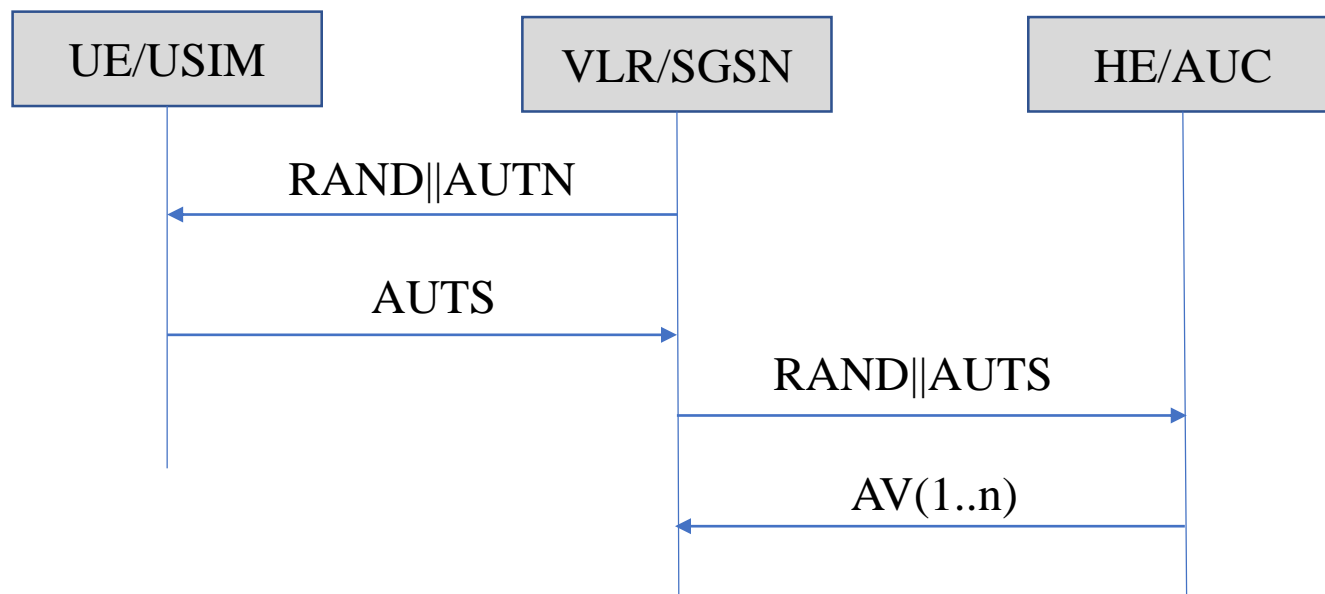 UE/USIM
VLR/SGSN
HE/AUC
RAND||AUTN
AUTS
RAND||AUTS
AV(1..n)